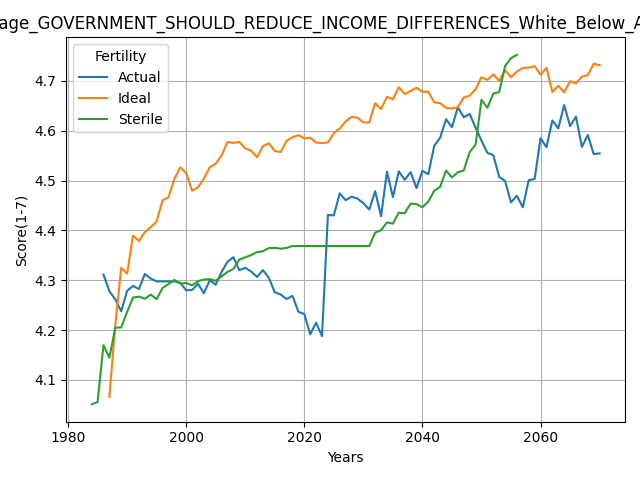 age_GOVERNMENT_SHOULD_REDUCE_INCOME_DIFFERENCES_White_Below_A
Fertility
Actual
Ideal
Sterile
Score(1-7)
4.7
4.6
4.5
4.4
4.3
4.2
4.1
1980 2000 2020 2040 2060
Years